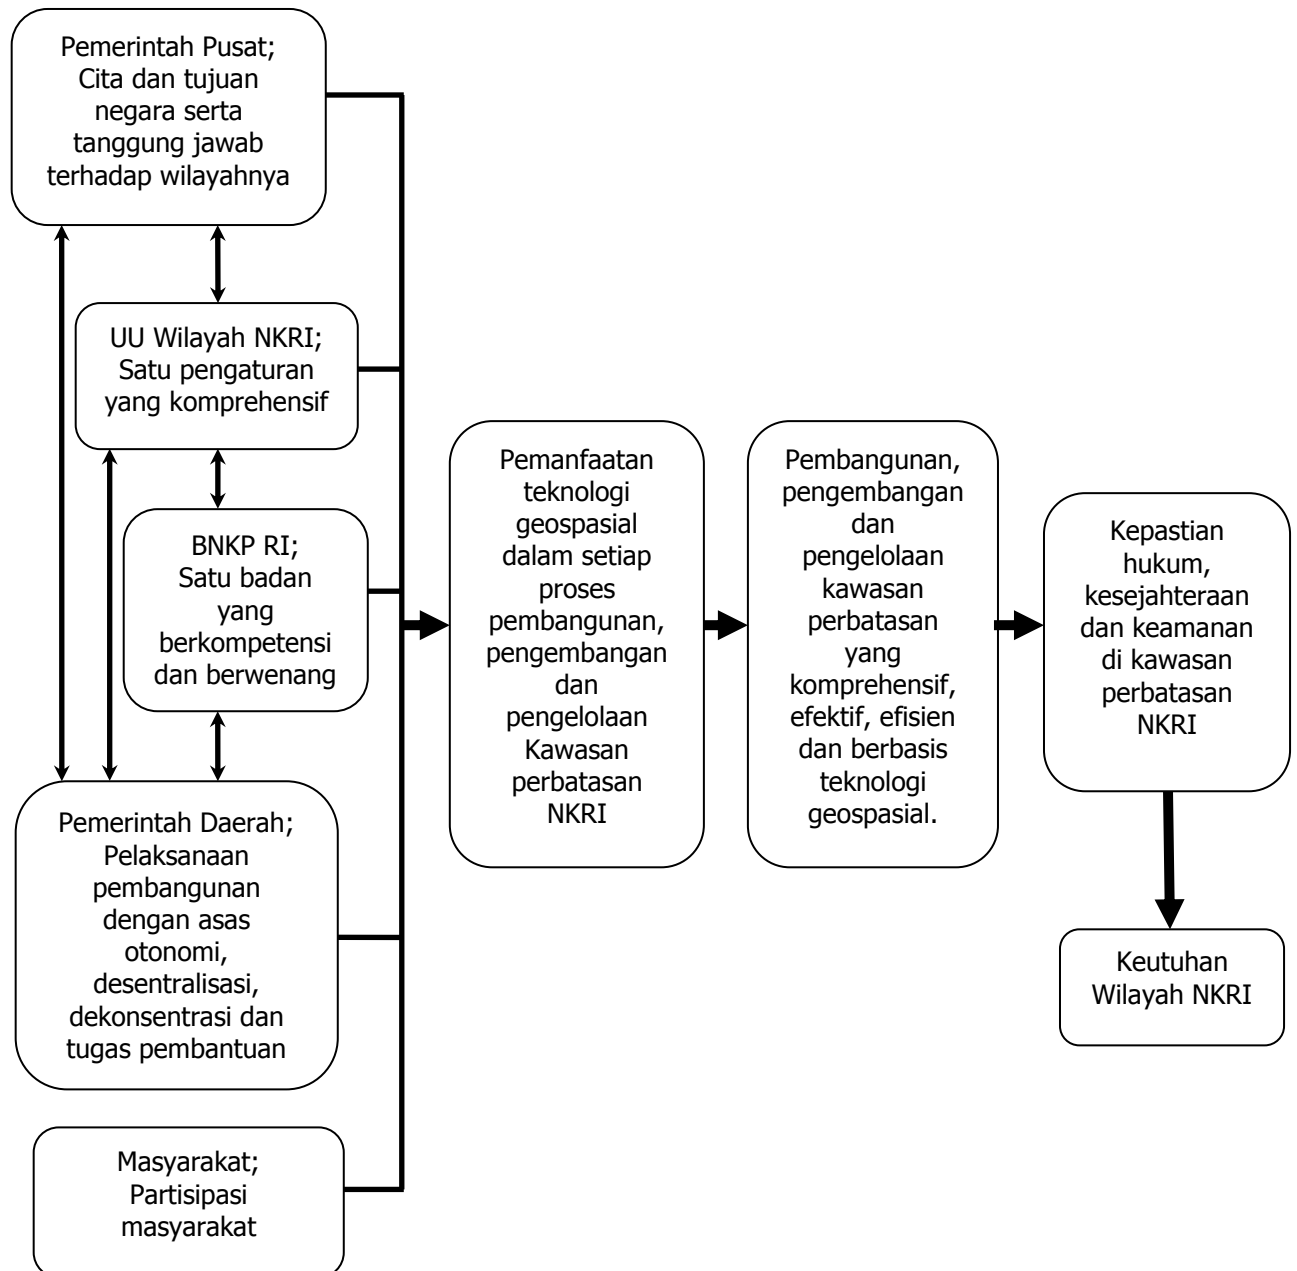 Pemerintah Pusat;
Cita dan tujuan
negara serta
tanggung jawab
terhadap wilayahnya
UU Wilayah NKRI;
Satu pengaturan
yang komprehensif
BNKP RI;
Satu badan
yang
berkompetensi
dan berwenang
Pemerintah Daerah;
Pelaksanaan
pembangunan
dengan asas
otonomi,
desentralisasi,
dekonsentrasi dan
tugas pembantuan
Masyarakat;
Partisipasi
masyarakat
Pemanfaatan
teknologi
geospasial
dalam setiap
proses
pembangunan,
pengembangan
dan
pengelolaan
Kawasan
perbatasan
NKRI
Pembangunan,
pengembangan
dan
pengelolaan
kawasan
perbatasan
yang
komprehensif,
efektif, efisien
dan berbasis
teknologi
geospasial.
Kepastian
hukum,
kesejahteraan
dan keamanan
di kawasan
perbatasan
NKRI
Keutuhan
Wilayah NKRI